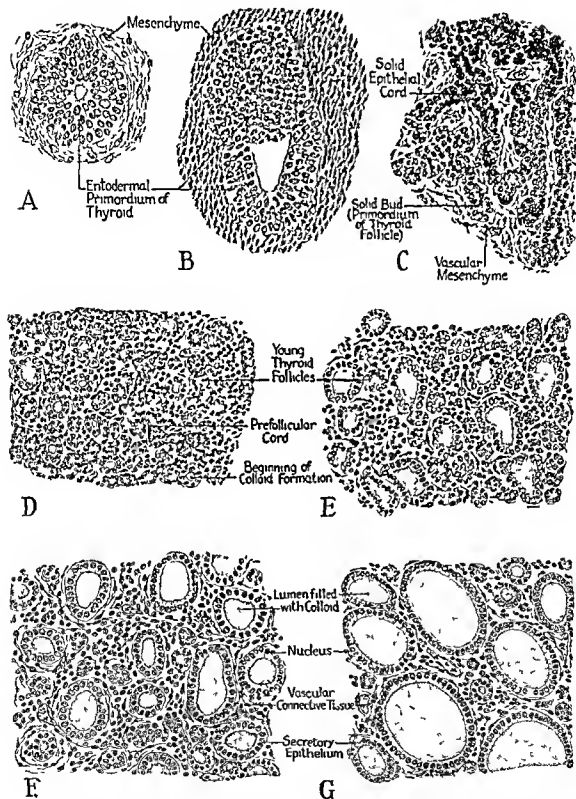 Mesenchyme
Solid
Epithelial
Cord
Entodermal
Primordium of
Thyroid
A
B
Solid Bud
(Primordium
of Thyroid
Follicle)
C
Vascular
Mesenchyme
Young
Thyroid
Follicles
Prefollicular
Cord
Beginning of
Colloid Formation
D
E
Lumen filled
with Colloid
Nucleus
Vascular
Connective Tissue
Secretory
Epithelium
F
G